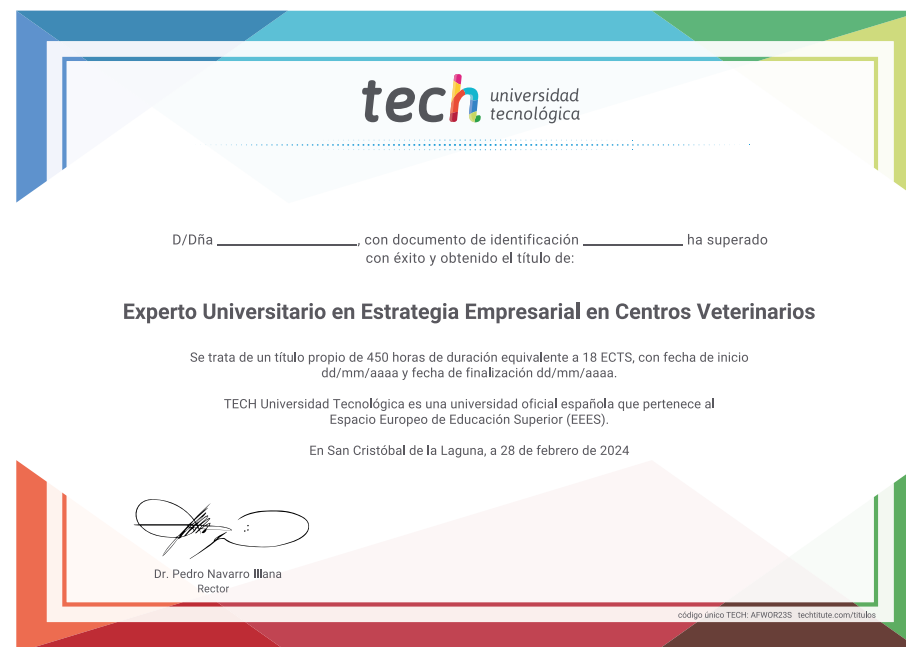 tech universidad
tecnológica
D/Dña ____________________, con documento de identificación ______________ ha superado
con éxito y obtenido el título de:
Experto Universitario en Estrategia Empresarial en Centros Veterinarios
Se trata de un título propio de 450 horas de duración equivalente a 18 ECTS, con fecha de inicio
dd/mm/aaaa y fecha de finalización dd/mm/aaaa.
TECH Universidad Tecnológica es una universidad oficial española que pertenece al
Espacio Europeo de Educación Superior (EEES).
En San Cristóbal de la Laguna, a 28 de febrero de 2024
Dr. Pedro Navarro Illana
Rector
código único TECH: AFWOR23S techtitute.com/titulos